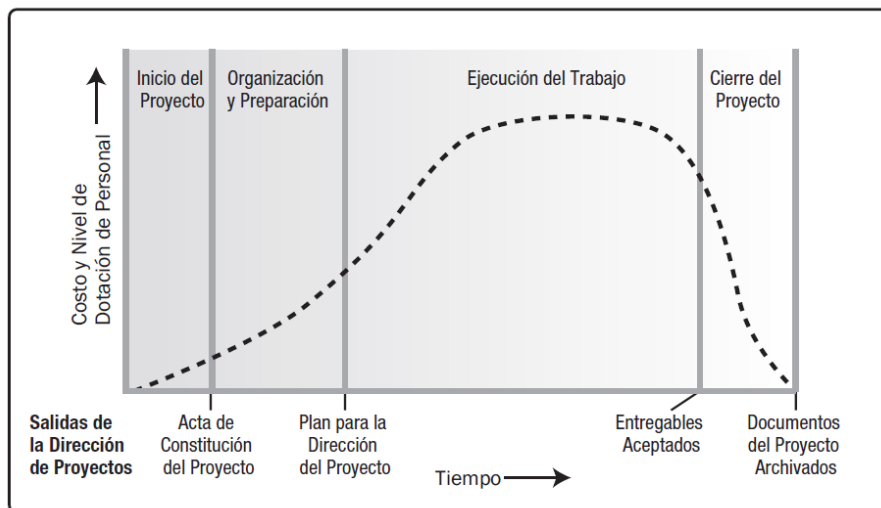 Inicio del
Proyecto
Organización
y Preparación
Ejecución del Trabajo
Cierre del
Proyecto
Costo y Nivel de
Dotación de Personal
Salidas de
la Dirección
de Proyectos
Acta de
Constitución
del Proyecto
Plan para la
Dirección
del Proyecto
Entregables
Aceptados
Documentos
del Proyecto
Archivados
Tiempo